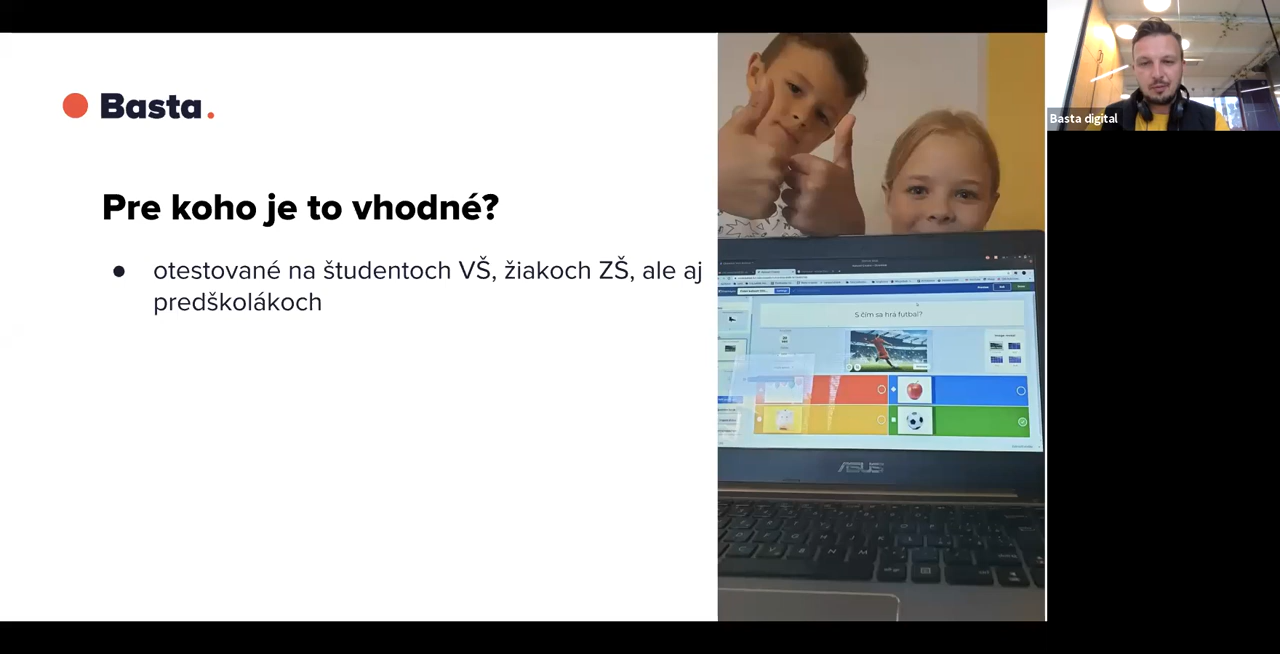 Basta.
Pre koho je to vhodné?
● otestované na študentoch VŠ, žiakoch ZŠ, ale aj
predškolákoch
S čím sa hrá futbal?
ASUS
Basta digital